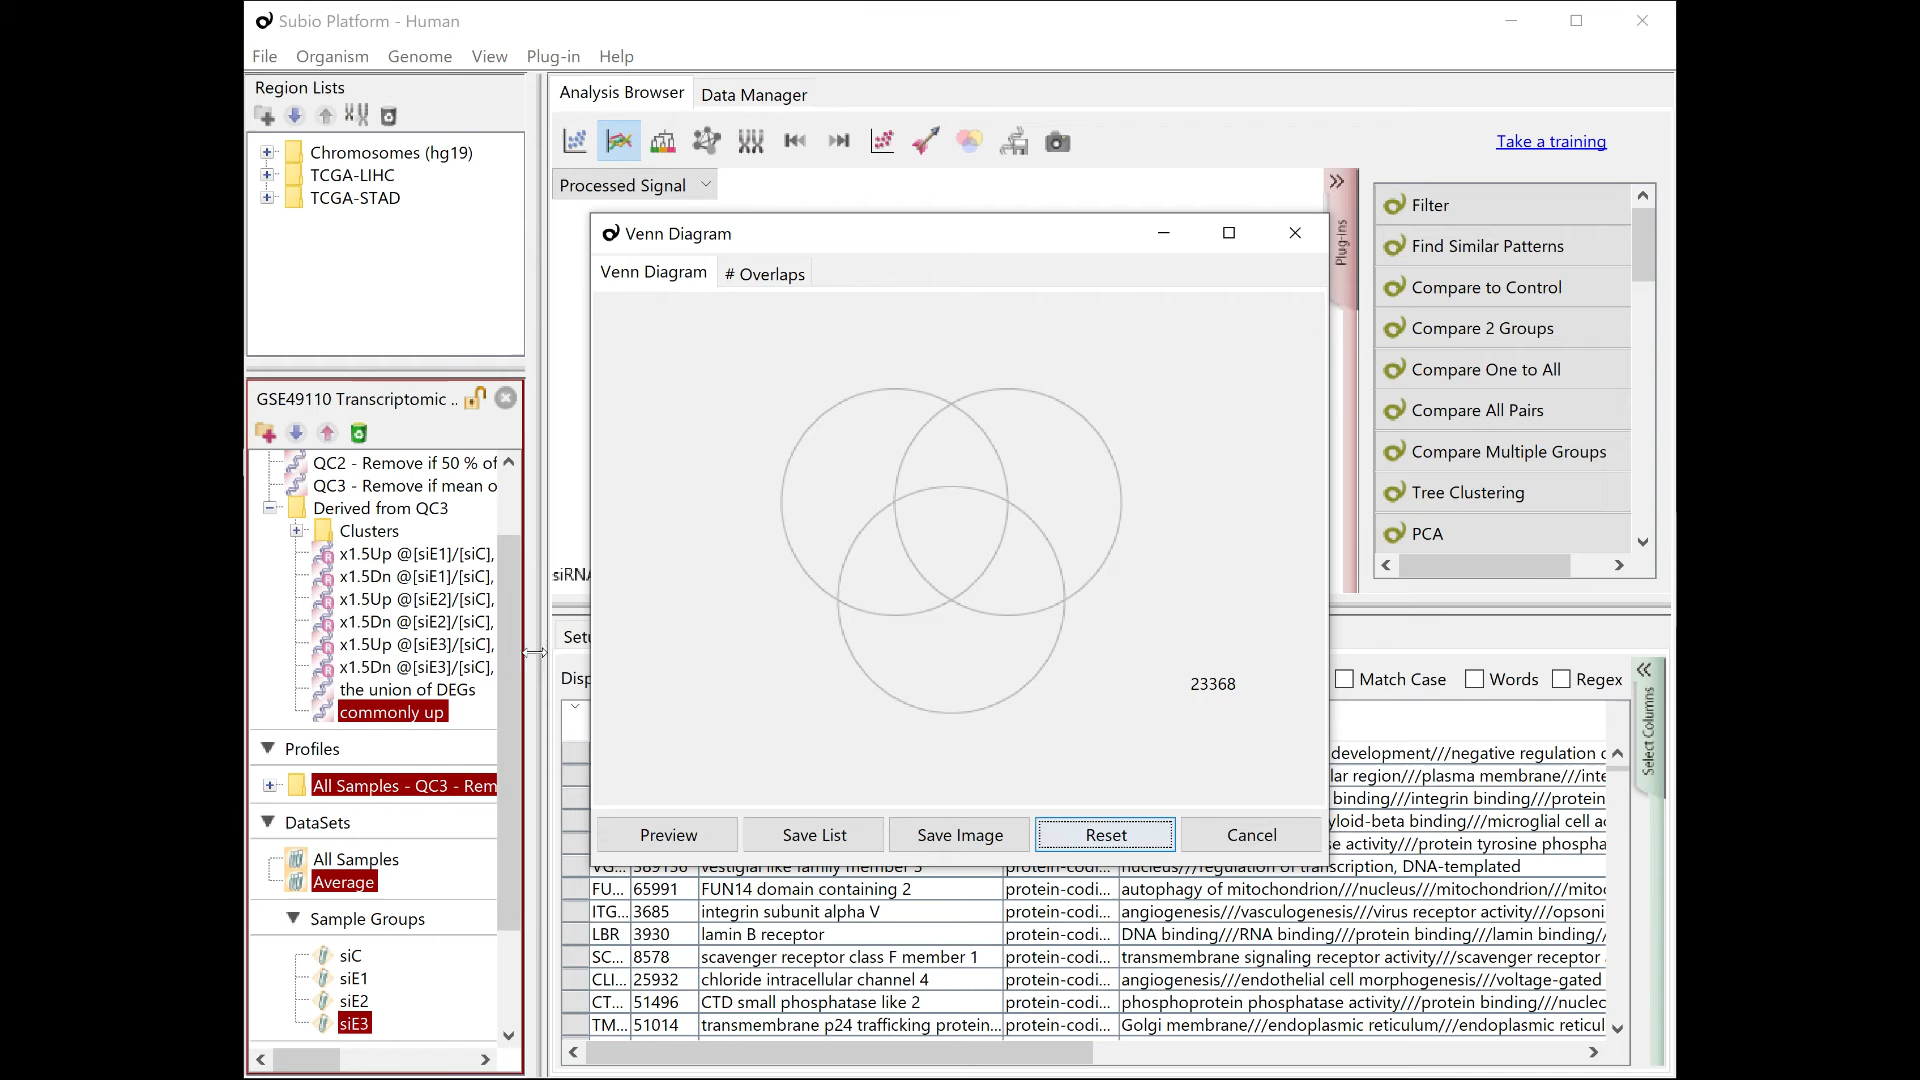 Subio Platform - Human
File Organism Genome View Plug-in Help
Region Lists
Chromosomes (hg19)
TCGA-LIHC
TCGA-STAD
GSE49110 Transcriptomic ..
QC2 - Remove if 50 % of
QC3 - Remove if mean o
Derived from QC3
Clusters
x1.5Up @[siE1]/[siC],
x1.5Dn @[siE1]/[siC],
x1.5Up @[siE2]/[siC],
x1.5Dn @[siE2]/[siC],
x1.5Up @[siE3]/[siC],
x1.5Dn @[siE3]/[siC],
the union of DEGs
commonly up
Profiles
All Samples - QC3 - Rem
DataSets
All Samples
Average
Sample Groups
siC
siE1
siE2
siE3
Analysis Browser Data Manager
Take a training
Processed Signal
Plug-ins
Filter
Find Similar Patterns
Compare to Control
Compare 2 Groups
Compare One to All
Compare All Pairs
Compare Multiple Groups
Tree Clustering
PCA
Venn Diagram
Venn Diagram # Overlaps
23368
Preview Save List Save Image Reset Cancel
siRNA
Setu
Disp
Match Case Words Regex
Select Columns
development///negative regulation
lar region///plasma membrane///inte
binding///integrin binding///protein
yloid-beta binding///microglial cell a
se activity///protein tyrosine phospha
VG... 389136 vestigial like family member 3 protein-codi... nucleus///regulation of transcription, DNA-templated
FU... 65991 FUN14 domain containing 2 protein-codi... autophagy of mitochondrion///nucleus///mitochondrion///mito
ITG... 3685 integrin subunit alpha V protein-codi... angiogenesis///vasculogenesis///virus receptor activity///opsoni
LBR 3930 lamin B receptor protein-codi... DNA binding///RNA binding///protein binding///lamin binding//
SC... 8578 scavenger receptor class F member 1 protein-codi... transmembrane signaling receptor activity///scavenger receptor
CLI... 25932 chloride intracellular channel 4 protein-codi... angiogenesis///endothelial cell morphogenesis///voltage-gated
CT... 51496 CTD small phosphatase like 2 protein-codi... phosphoprotein phosphatase activity///protein binding///nucleo
TM... 51014 transmembrane p24 trafficking protein... protein-codi... Golgi membrane///endoplasmic reticulum///endoplasmic reticul